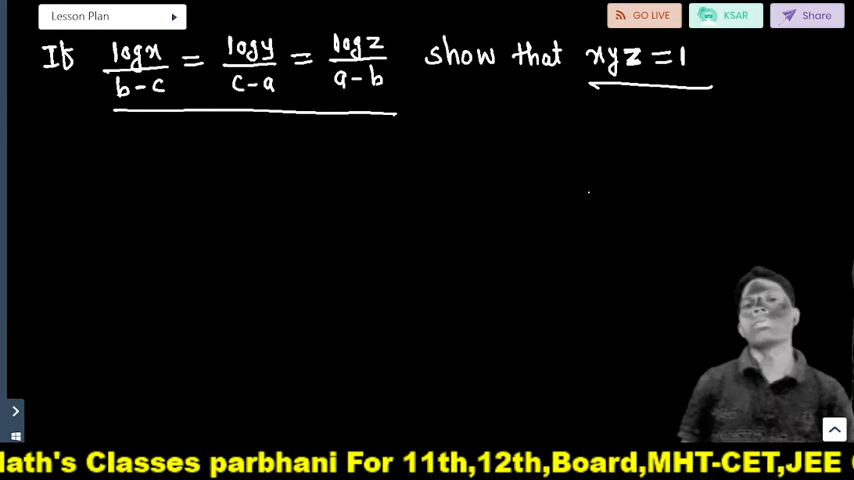 Lesson Plan
GO LIVE
KSAR
Share
If logx/b-c = logy/c-a = logz/a-b show that xyz = 1
Math's Classes parbhani For 11th,12th,Board,MHT-CET,JEE